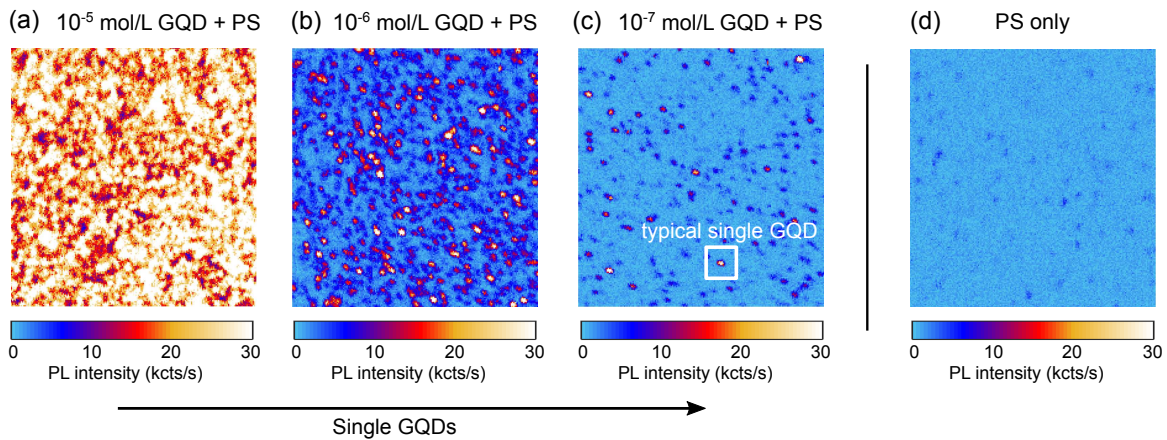 (a) 10⁻⁵ mol/L GQD + PS
(b) 10⁻⁶ mol/L GQD + PS
(c) 10⁻⁷ mol/L GQD + PS
(d) PS only
typical single GQD
0 10 20 30
PL intensity (kcts/s)
0 10 20 30
PL intensity (kcts/s)
0 10 20 30
PL intensity (kcts/s)
0 10 20 30
PL intensity (kcts/s)
Single GQDs